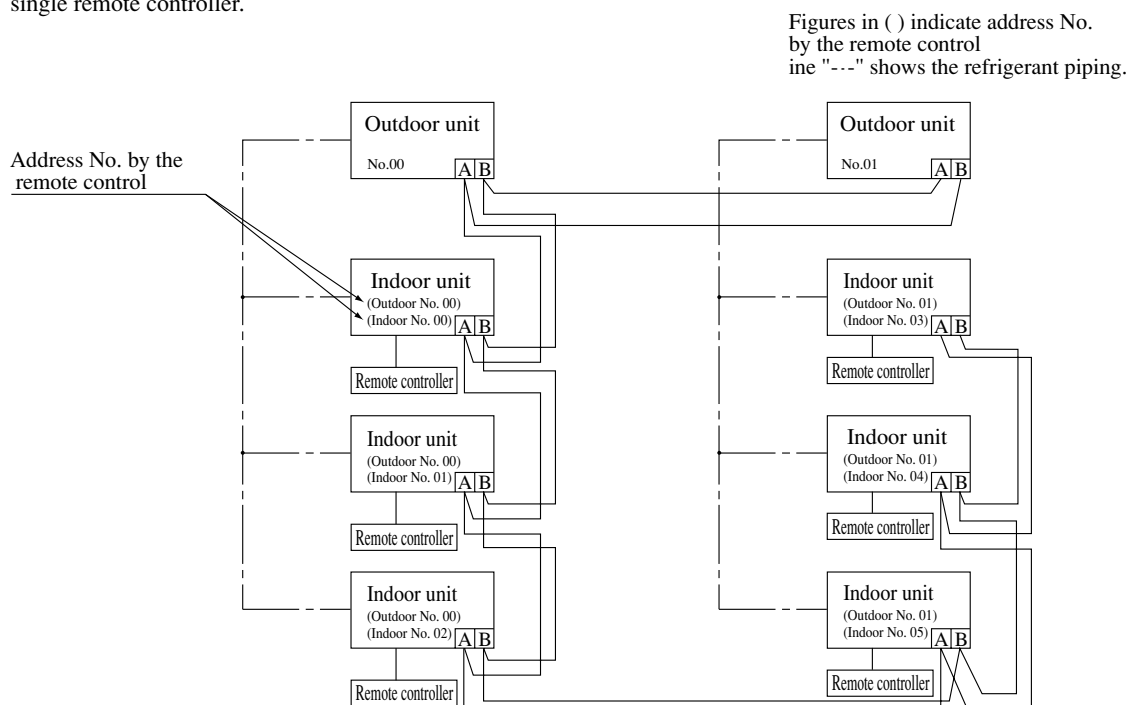 single remote controller.
Figures in ( ) indicate address No.
by the remote control
ine "-·-" shows the refrigerant piping.
Address No. by the
remote control
Outdoor unit
No.00
A B
Outdoor unit
No.01
A B
Indoor unit
(Outdoor No. 00)
(Indoor No. 00)
A B
Remote controller
Indoor unit
(Outdoor No. 01)
(Indoor No. 03)
A B
Remote controller
Indoor unit
(Outdoor No. 00)
(Indoor No. 01)
A B
Remote controller
Indoor unit
(Outdoor No. 01)
(Indoor No. 04)
A B
Remote controller
Indoor unit
(Outdoor No. 00)
(Indoor No. 02)
A B
Remote controller
Indoor unit
(Outdoor No. 01)
(Indoor No. 05)
A B
Remote controller